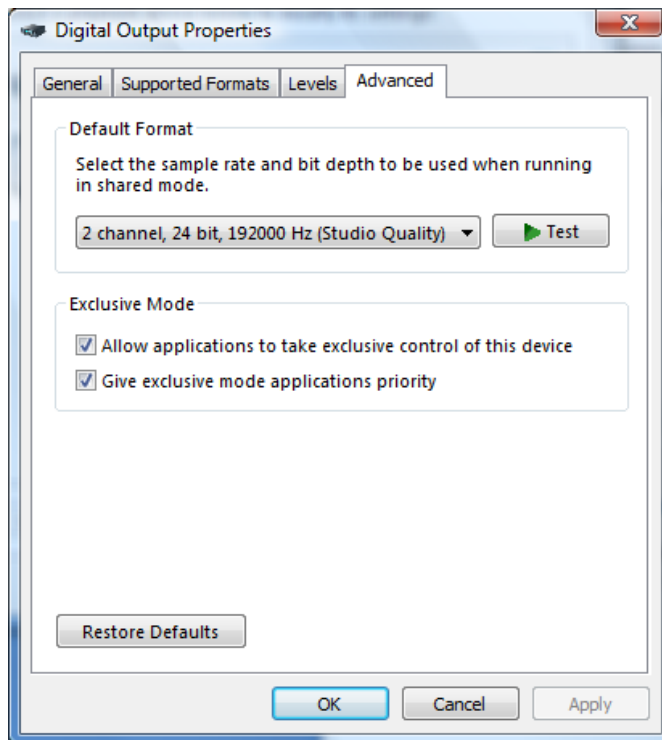 Digital Output Properties
General Supported Formats Levels Advanced
Default Format
Select the sample rate and bit depth to be used when running
in shared mode.
2 channel, 24 bit, 192000 Hz (Studio Quality) Test
Exclusive Mode
Allow applications to take exclusive control of this device
Give exclusive mode applications priority
Restore Defaults
OK Cancel Apply